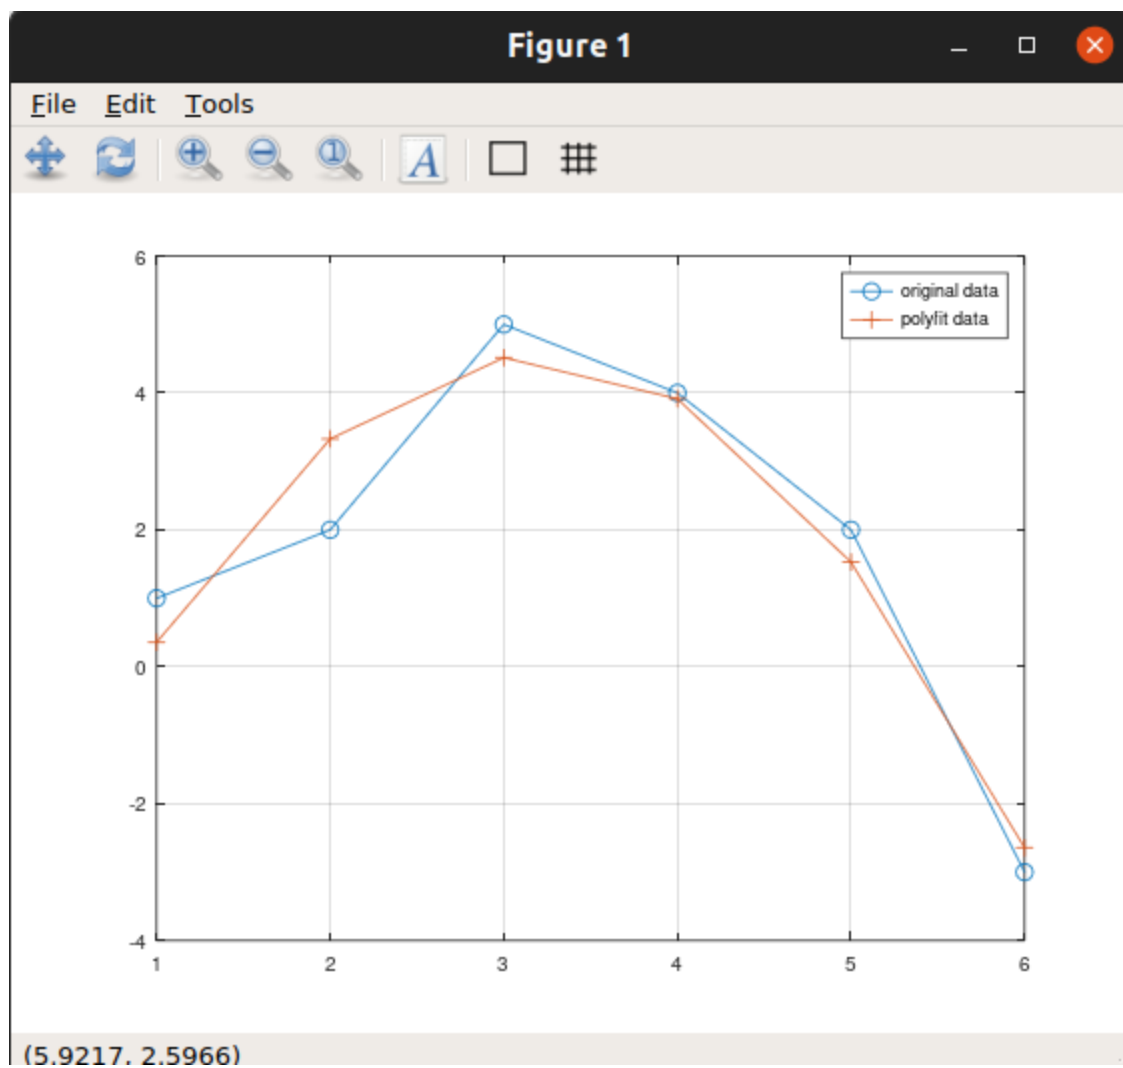 Figure 1
File Edit Tools
1 A
6
original data
polyfit data
4
2
0
-2
-4
1 2 3 4 5 6
(5.9217, 2.5966)